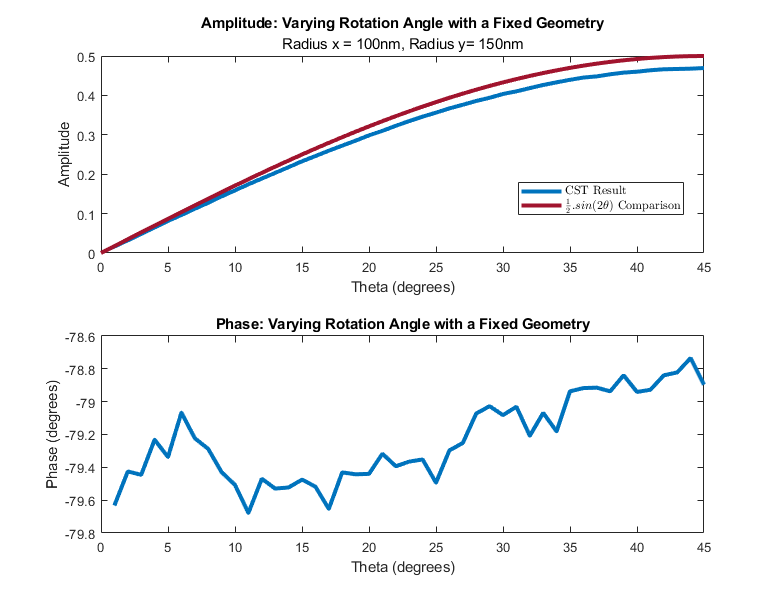 Amplitude: Varying Rotation Angle with a Fixed Geometry
Radius x = 100nm, Radius y= 150nm
0.5
0.4
0.3
0.2
0.1
0
Amplitude
CST Result
½.sin(2θ) Comparison
0 5 10 15 20 25 30 35 40 45
Theta (degrees)
Phase: Varying Rotation Angle with a Fixed Geometry
-78.6
-78.8
-79
-79.2
-79.4
-79.6
-79.8
Phase (degrees)
0 5 10 15 20 25 30 35 40 45
Theta (degrees)